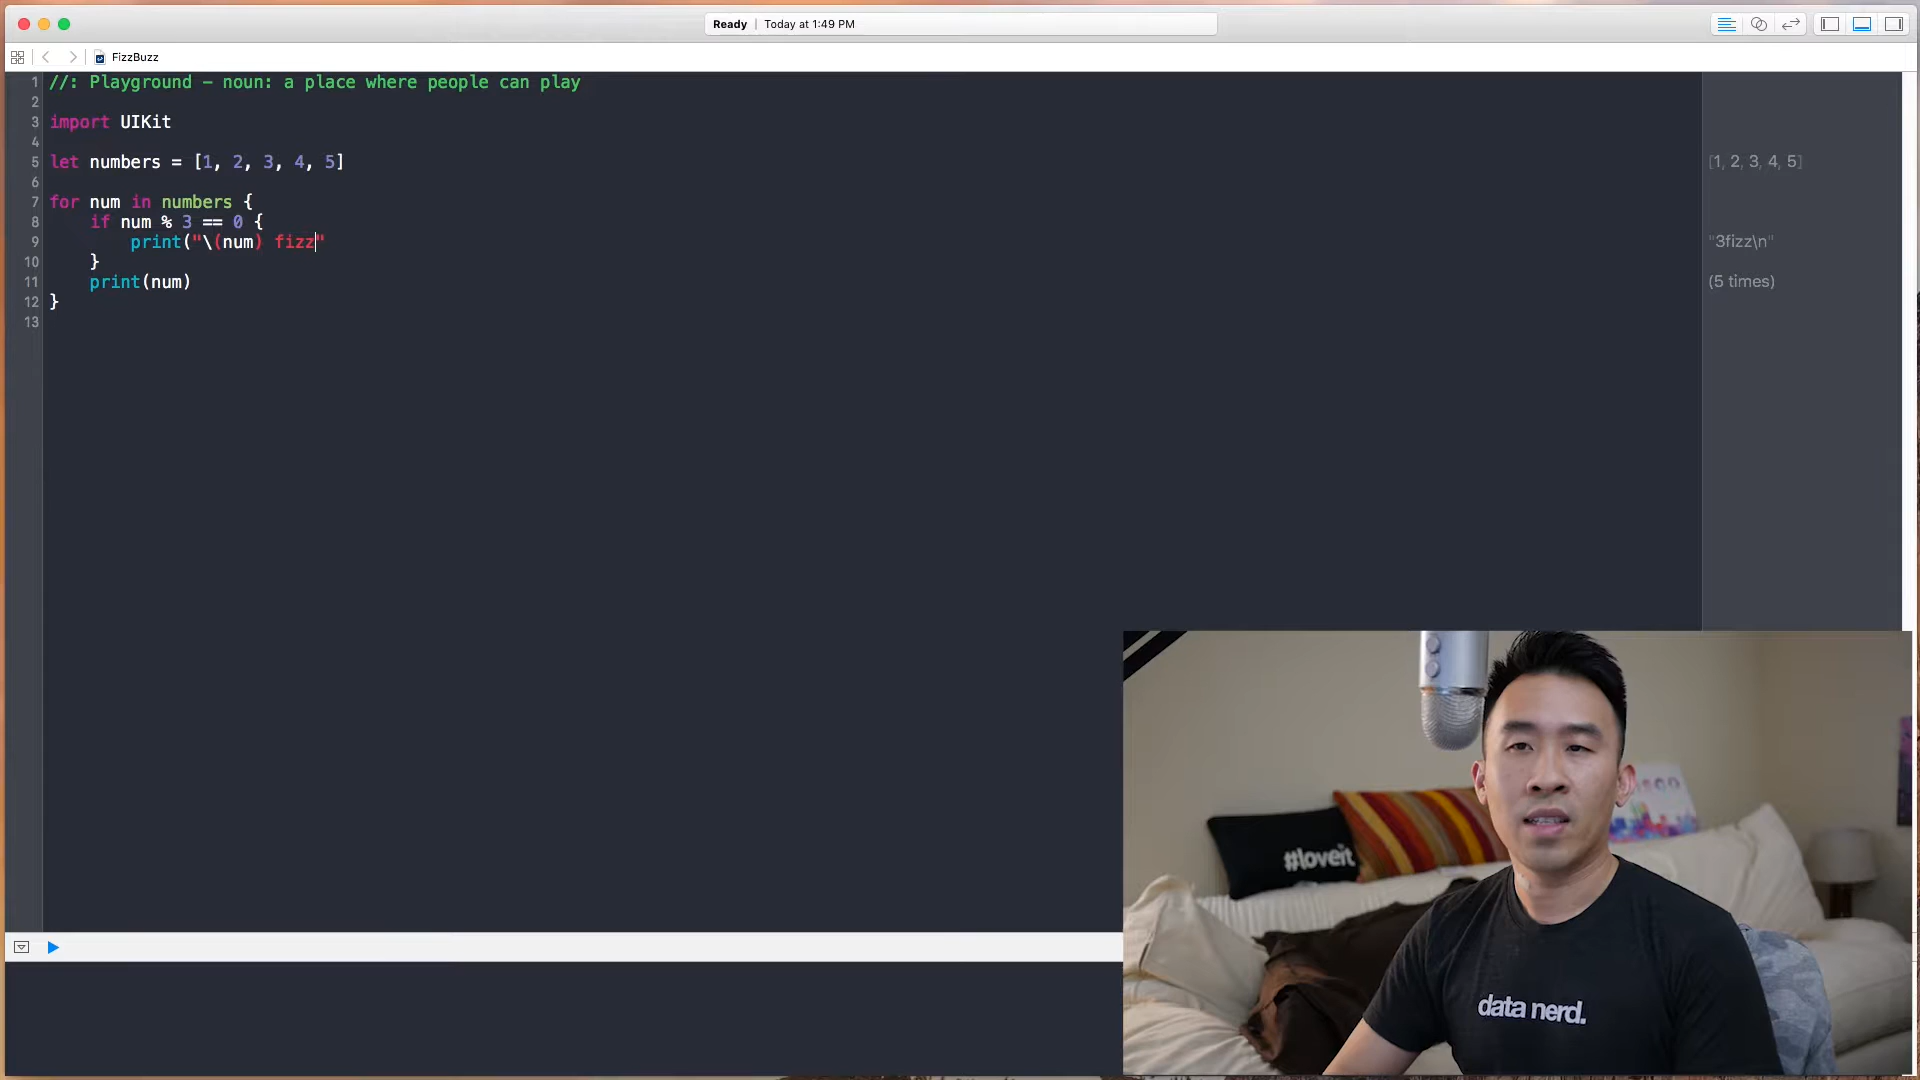 Ready | Today at 1:49 PM
FizzBuzz
1 //: Playground - noun: a place where people can play
2
3 import UIKit
4
5 let numbers = [1, 2, 3, 4, 5]
[1, 2, 3, 4, 5]
6
7 for num in numbers {
8 if num % 3 == 0 {
9 print("\(num) fizz"
"3fizz\n"
10 }
11 print(num)
(5 times)
12 }
13
#loveit
data nerd.